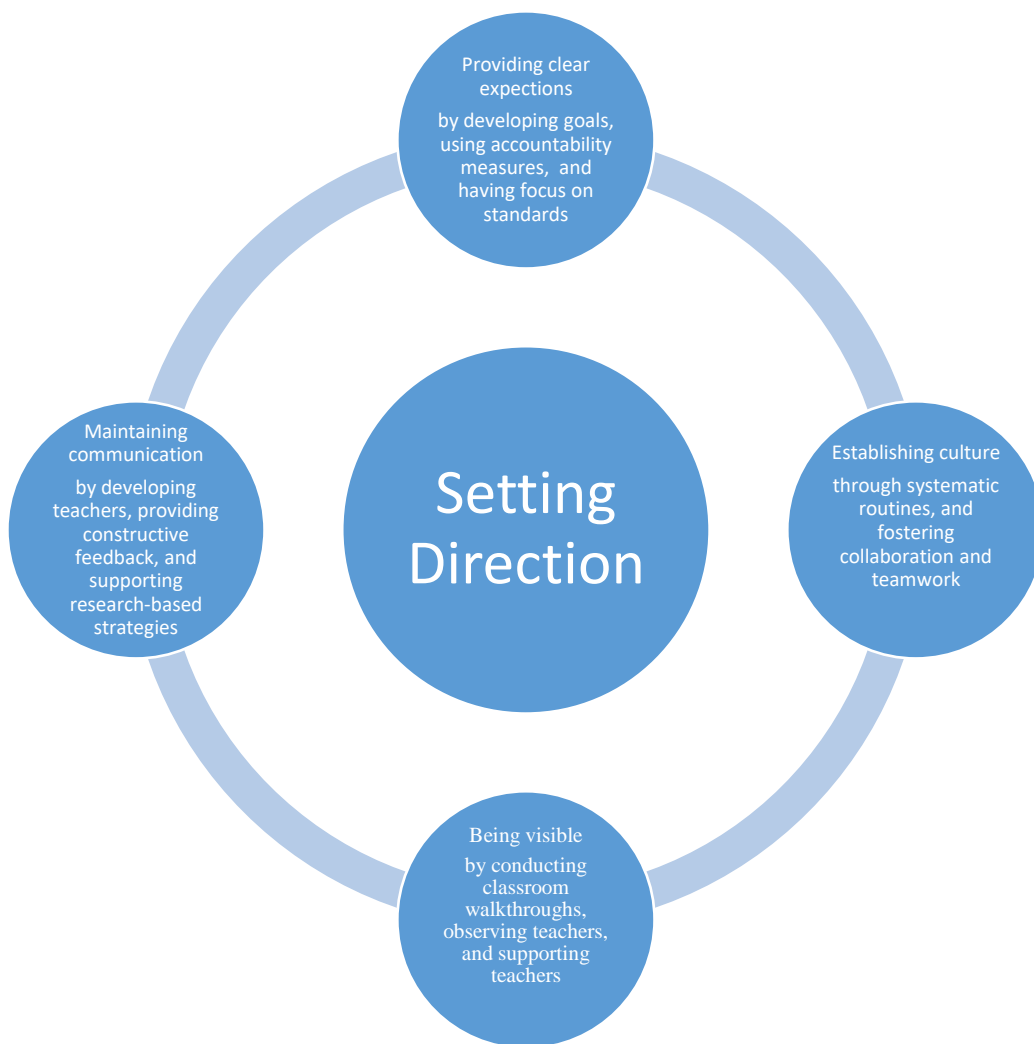 Providing clear
expections
by developing goals,
using accountability
measures, and
having focus on
standards
Maintaining
communication
by developing
teachers, providing
constructive
feedback, and
supporting
research-based
strategies
Setting
Direction
Establishing culture
through systematic
routines, and
fostering
collaboration and
teamwork
Being visible
by conducting
classroom
walkthroughs,
observing teachers,
and supporting
teachers